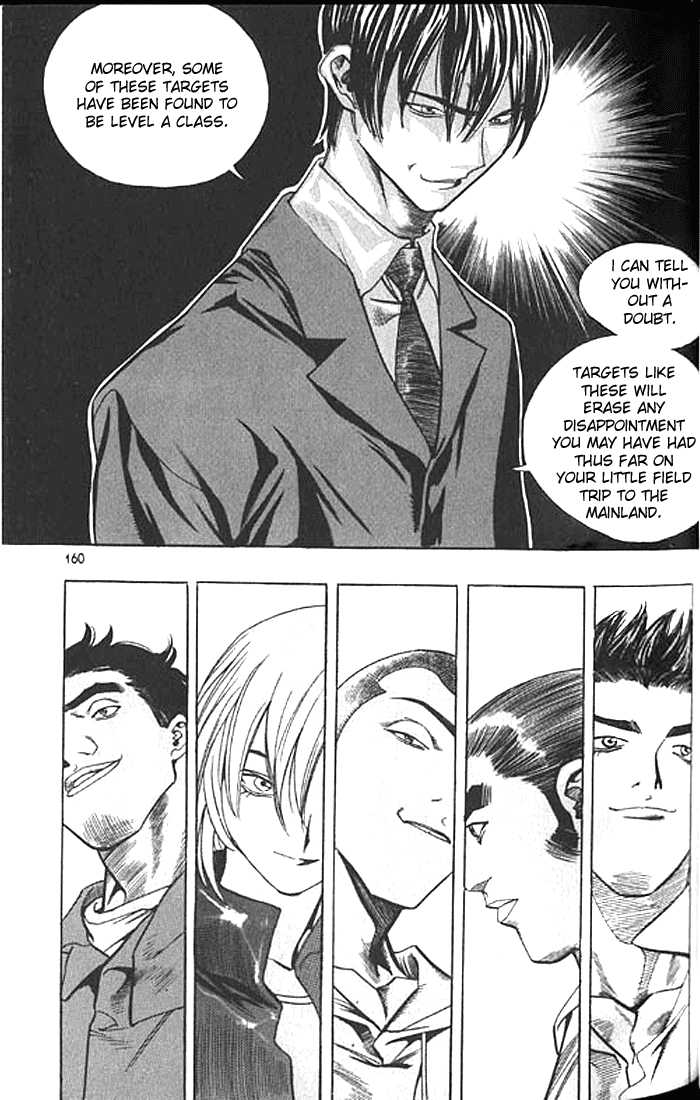 MOREOVER, SOME
OF THESE TARGETS
HAVE BEEN FOUND TO
BE LEVEL A CLASS.
I CAN TELL
YOU WITH-
OUT A
DOUBT.
TARGETS LIKE
THESE WILL
ERASE ANY
DISAPPOINTMENT
YOU MAY HAVE HAD
THUS FAR ON
YOUR LITTLE FIELD
TRIP TO THE
MAINLAND.
160